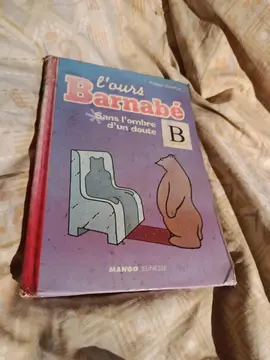 l'ours
Barnabé
Sans l'ombre
d'un doute
B
MANGO JEUNESSE